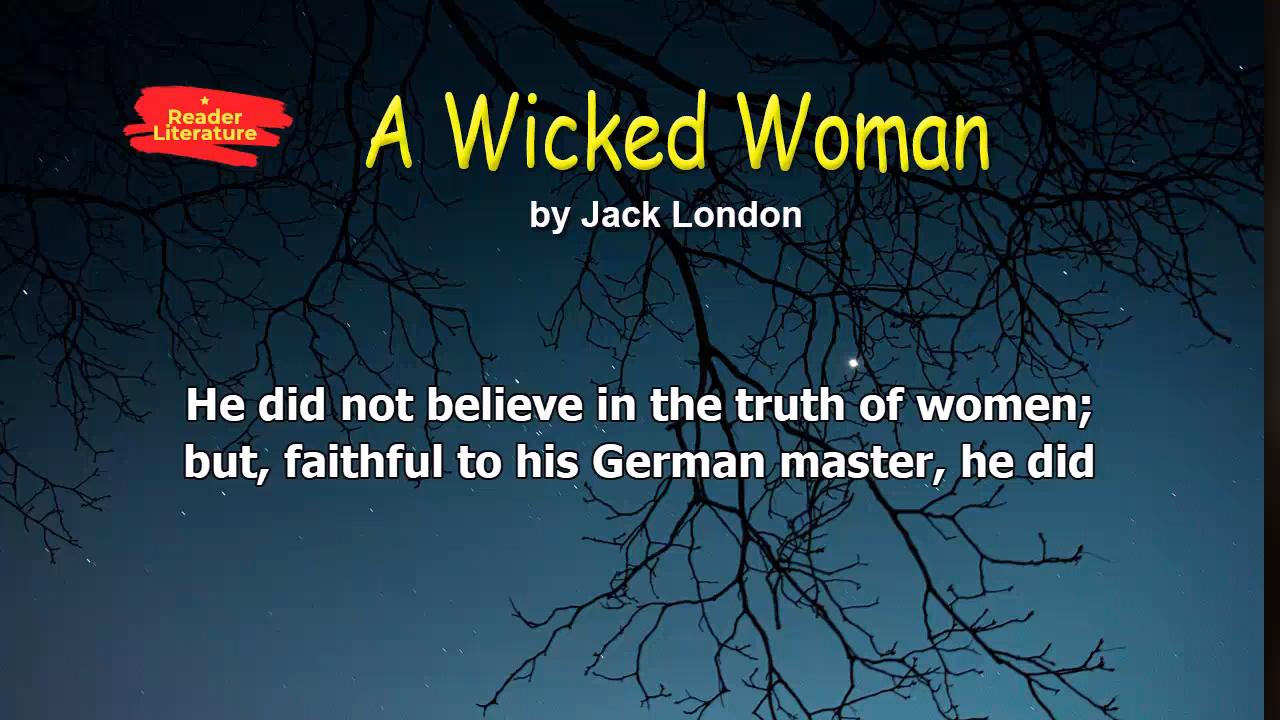 Reader
Literature
A Wicked Woman
by Jack London
He did not believe in the truth of women;
but, faithful to his German master, he did